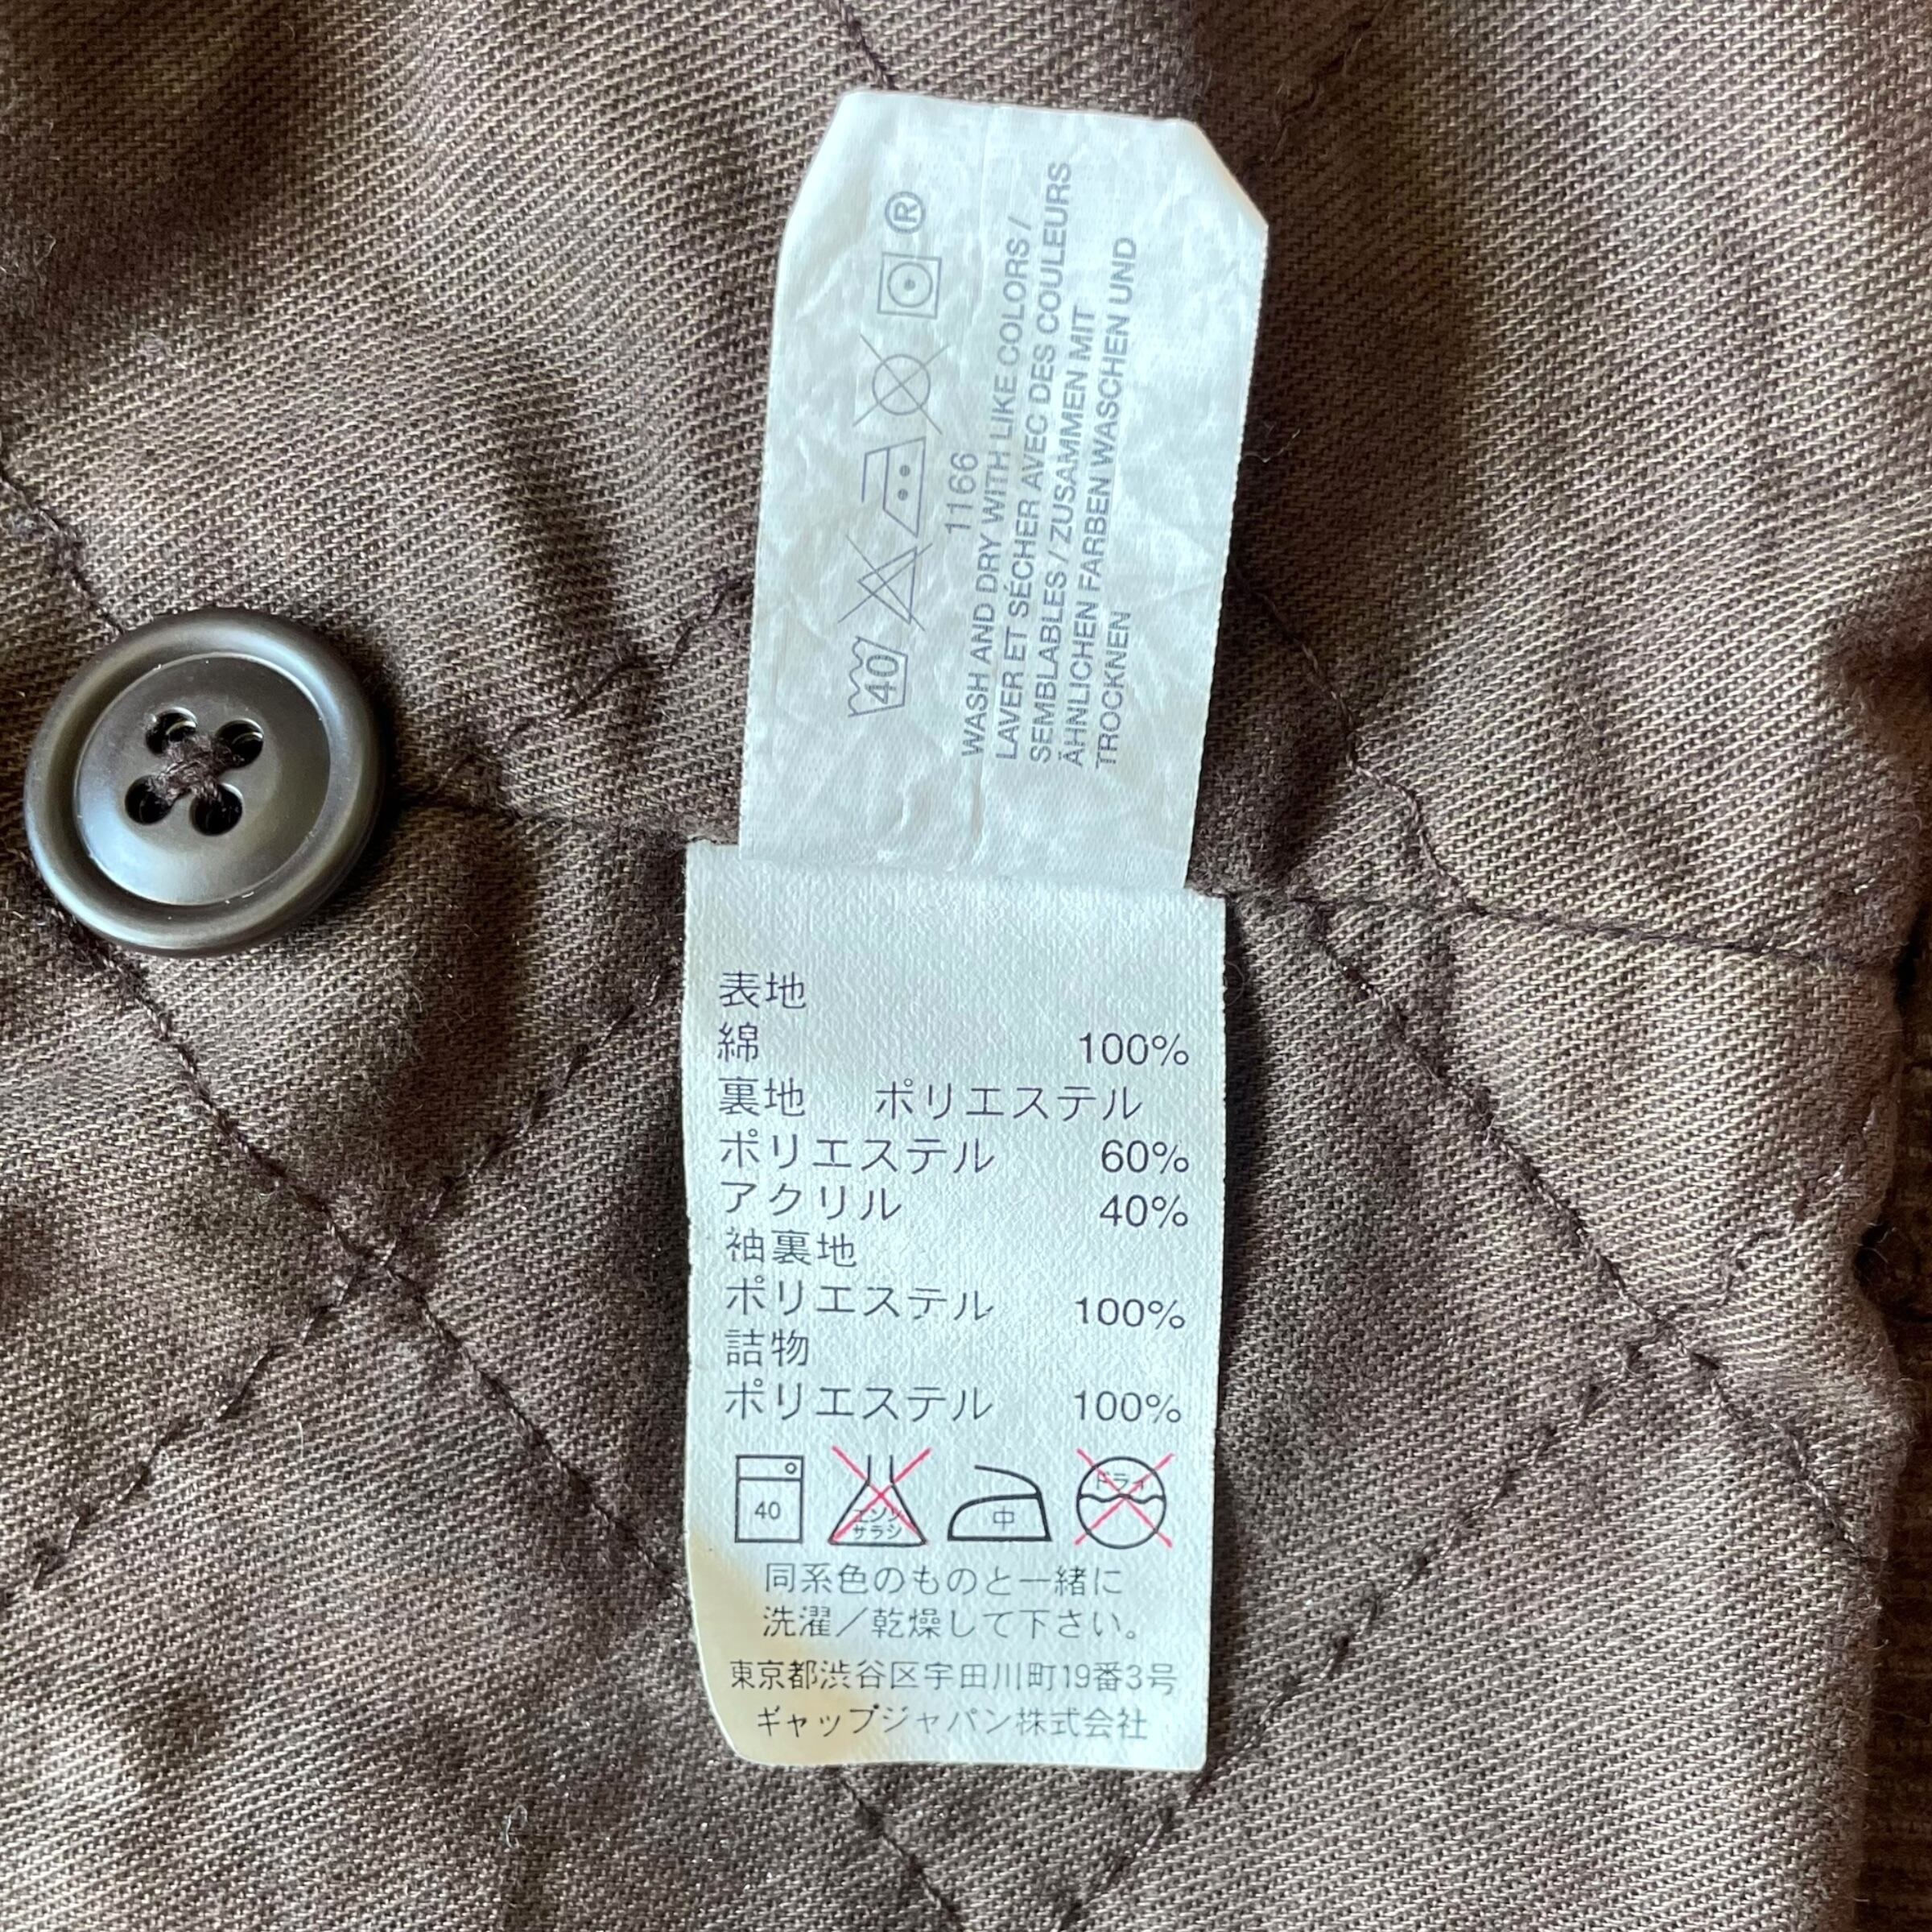 40
®
1166
WASH AND DRY WITH LIKE COLORS /
LAVER ET SÉCHER AVEC DES COULEURS
SEMBLABLES / ZUSAMMEN MIT
ÄHNLICHEN FARBEN WASCHEN UND
TROCKNEN
表地
綿 100%
裏地 ポリエステル
ポリエステル 60%
アクリル 40%
袖裏地
ポリエステル 100%
詰物
ポリエステル 100%
40 エンソ サラシ 中 ドライ
同系色のものと一緒に
洗濯／乾燥して下さい。
東京都渋谷区宇田川町19番3号
ギャップジャパン株式会社